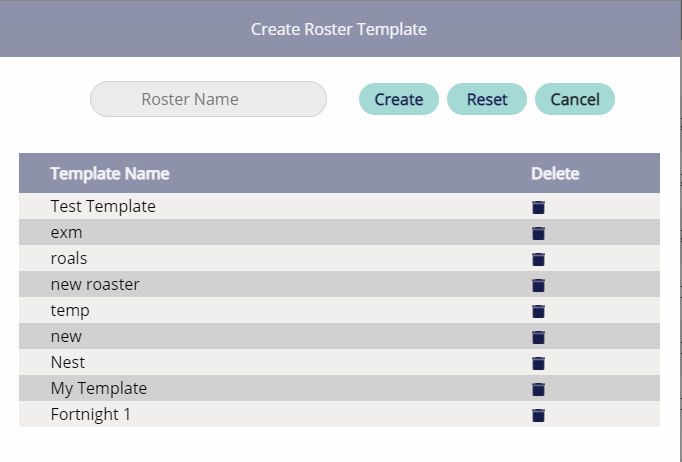 Create Roster Template
Roster Name Create Reset Cancel
Template Name Delete
Test Template
exm
roals
new roaster
temp
new
Nest
My Template
Fortnight 1